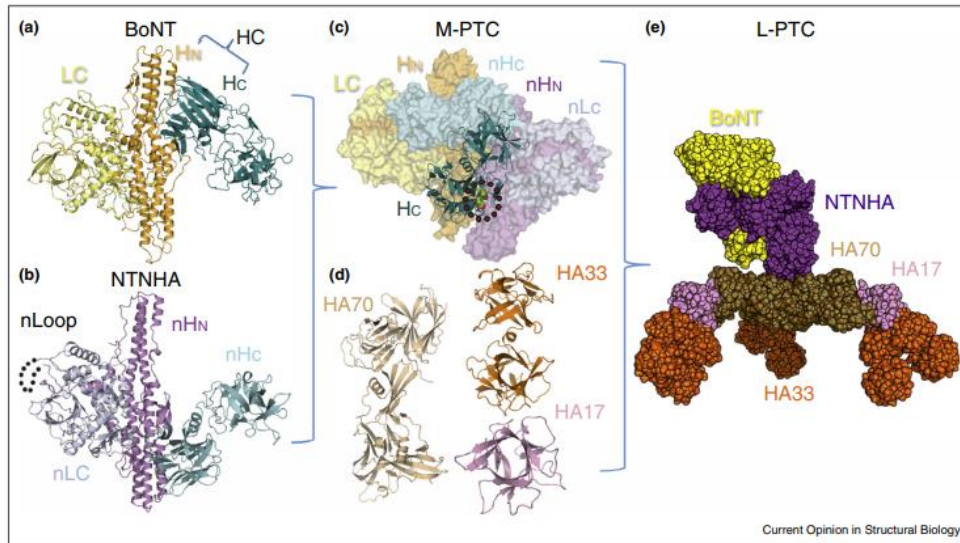 (a)
BoNT
HN
HC
LC
HC
(b)
NTNHA
nLoop
nHN
nHc
nLC
(c)
M-PTC
LC
HN
nHc
nHN
nLc
HC
(d)
HA70
HA33
HA17
(e)
L-PTC
BoNT
NTNHA
HA70
HA17
HA33
Current Opinion in Structural Biology